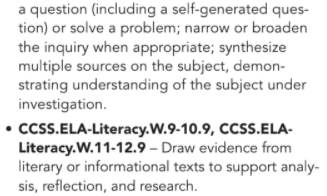 a question (including a self-generated ques-
tion) or solve a problem; narrow or broaden
the inquiry when appropriate; synthesize
multiple sources on the subject, demon-
strating understanding of the subject under
investigation.
• CCSS.ELA-Literacy.W.9-10.9, CCSS.ELA-
Literacy.W.11-12.9 – Draw evidence from
literary or informational texts to support analy-
sis, reflection, and research.